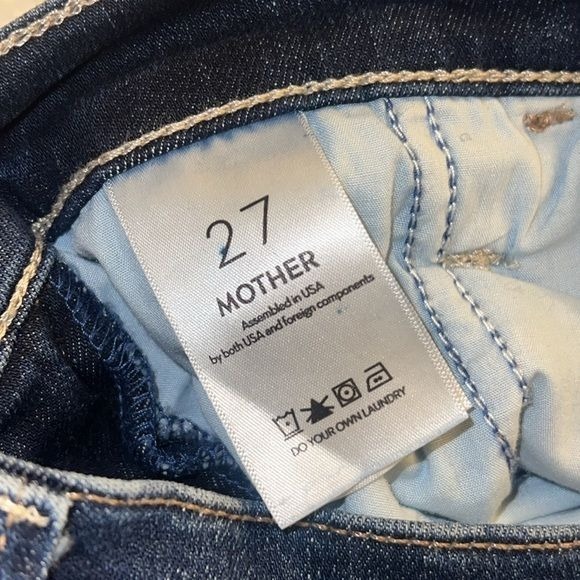 27
MOTHER
Assembled in USA
by both USA and foreign components
DO YOUR OWN LAUNDRY